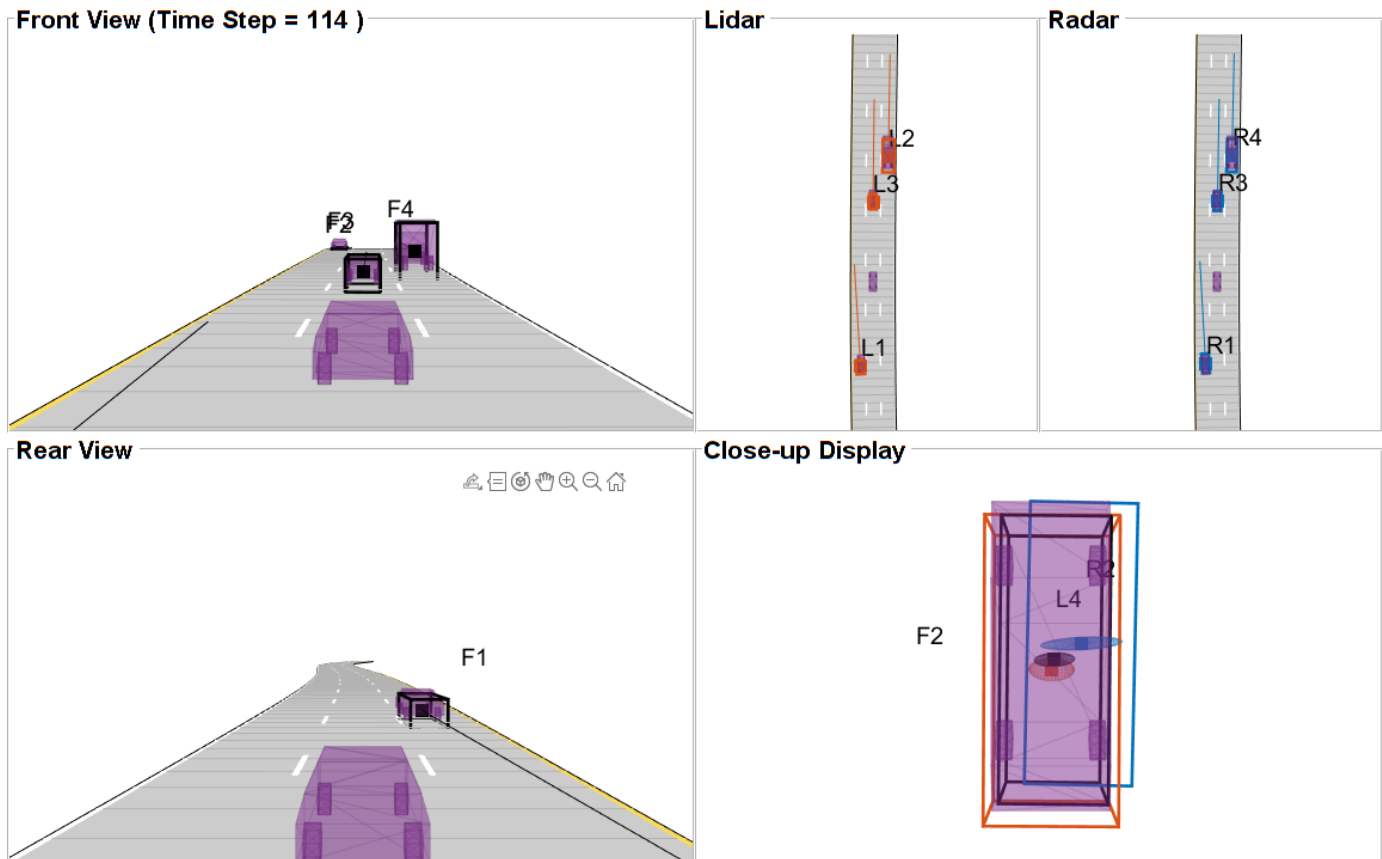 Front View (Time Step = 114 )
F2
F4
Lidar
L2
L3
L1
Radar
R4
R3
R1
Rear View
F1
Close-up Display
R2
L4
F2